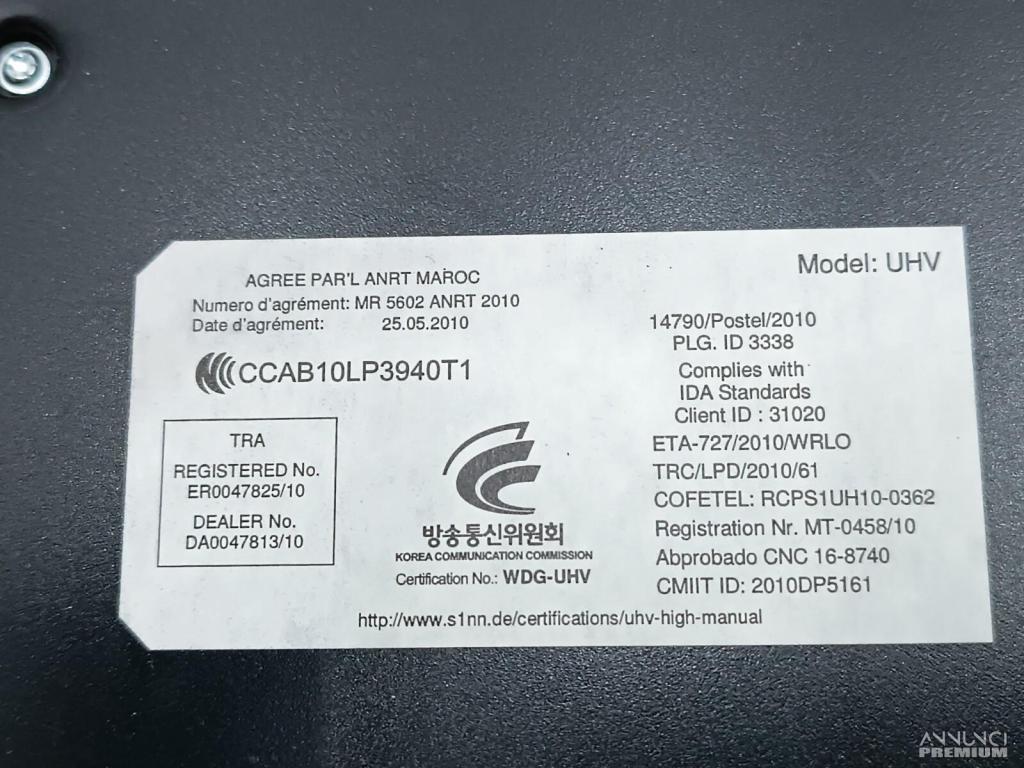 AGREE PAR'L ANRT MAROC
Numero d'agrément: MR 5602 ANRT 2010
Date d'agrément: 25.05.2010
CCAB10LP3940T1
TRA
REGISTERED No.
ER0047825/10
DEALER No.
DA0047813/10
방송통신위원회
KOREA COMMUNICATION COMMISSION
Certification No.: WDG-UHV
Model: UHV
14790/Postel/2010
PLG. ID 3338
Complies with
IDA Standards
Client ID : 31020
ETA-727/2010/WRLO
TRC/LPD/2010/61
COFETEL: RCPS1UH10-0362
Registration Nr. MT-0458/10
Abprobado CNC 16-8740
CMIIT ID: 2010DP5161
http://www.s1nn.de/certifications/uhv-high-manual
ANNUNCI
PREMIUM